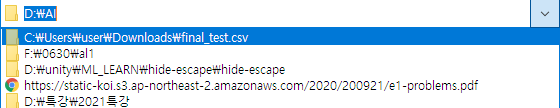 D:₩AI
C:₩Users₩user₩Downloads₩final_test.csv
F:₩0630₩al1
D:₩unity₩ML_LEARN₩hide-escape₩hide-escape
https://static-koi.s3.ap-northeast-2.amazonaws.com/2020/200921/e1-problems.pdf
D:₩특강₩2021특강